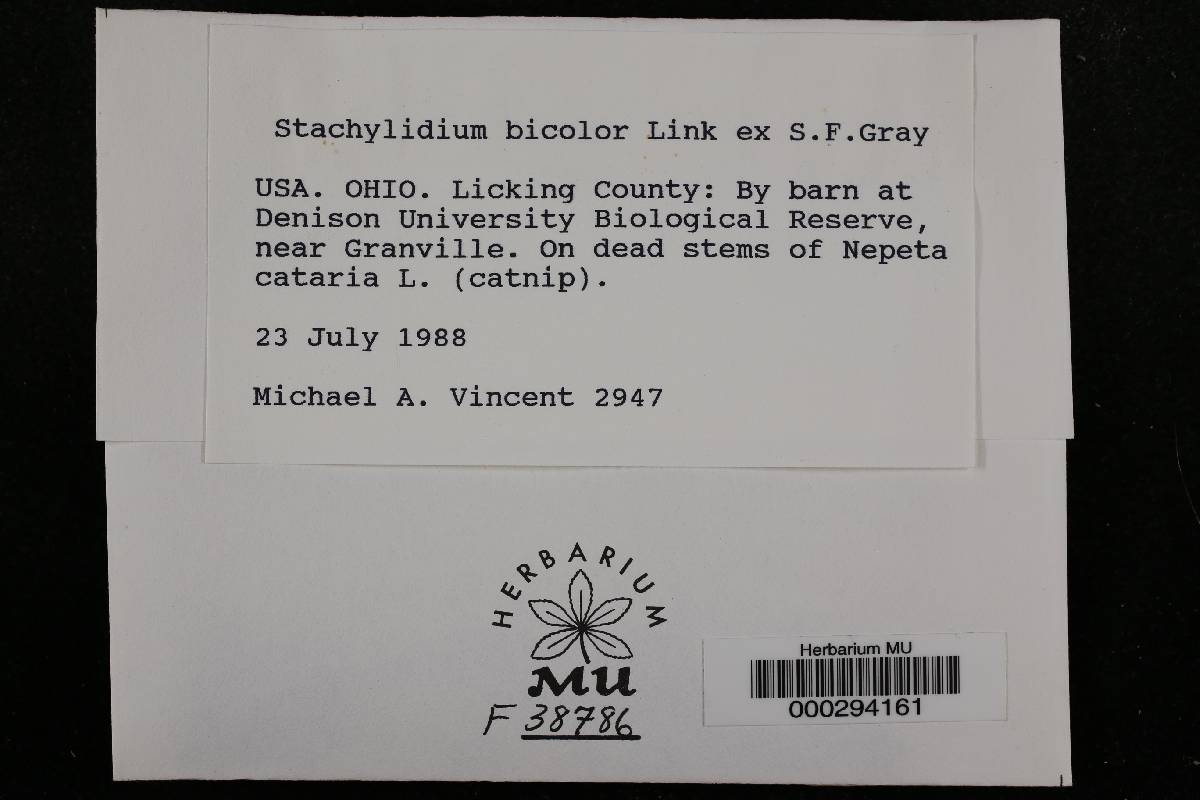 Stachylidium bicolor Link ex S.F.Gray
USA. OHIO. Licking County: By barn at
Denison University Biological Reserve,
near Granville. On dead stems of Nepeta
cataria L. (catnip).
23 July 1988
Michael A. Vincent 2947
HERBARIUM
MU
F 38786
Herbarium MU
000294161